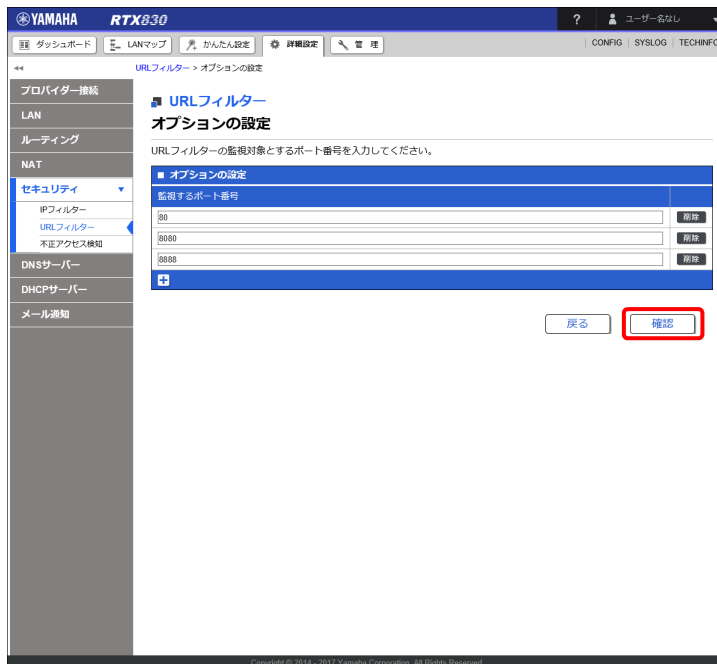 YAMAHA RTX830 ? ユーザー名なし
ダッシュボード LANマップ かんたん設定 詳細設定 管理 CONFIG SYSLOG TECHINFO
URLフィルター > オプションの設定
プロバイダー接続
LAN
ルーティング
NAT
セキュリティ
IPフィルター
URLフィルター
不正アクセス検知
DNSサーバー
DHCPサーバー
メール通知
URLフィルター
オプションの設定
URLフィルターの監視対象とするポート番号を入力してください。
オプションの設定
監視するポート番号
80 削除
8080 削除
8888 削除
戻る 確認
Copyright © 2014 - 2017 Yamaha Corporation. All Rights Reserved.